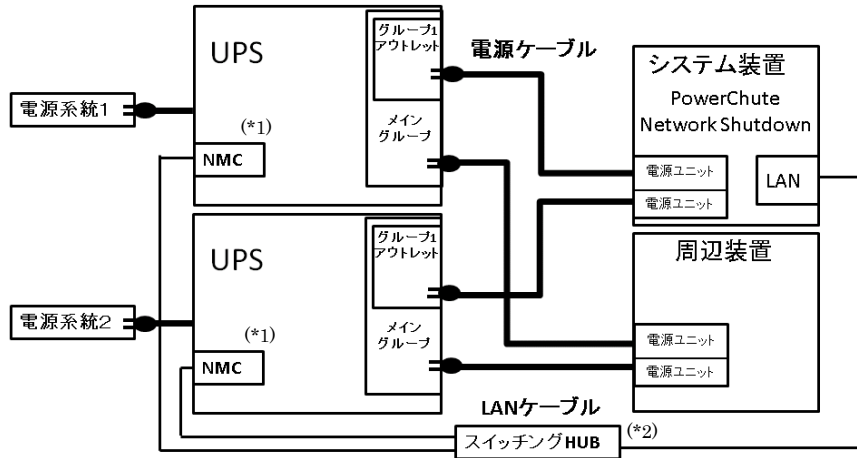 UPS
グループ1
アウトレット
電源ケーブル
システム装置
PowerChute
Network Shutdown
電源系統1
(*1)
メイン
グループ
NMC
電源ユニット
LAN
電源ユニット
UPS
グループ1
アウトレット
周辺装置
電源系統2
(*1)
メイン
グループ
電源ユニット
NMC
電源ユニット
LANケーブル
スイッチングHUB
(*2)